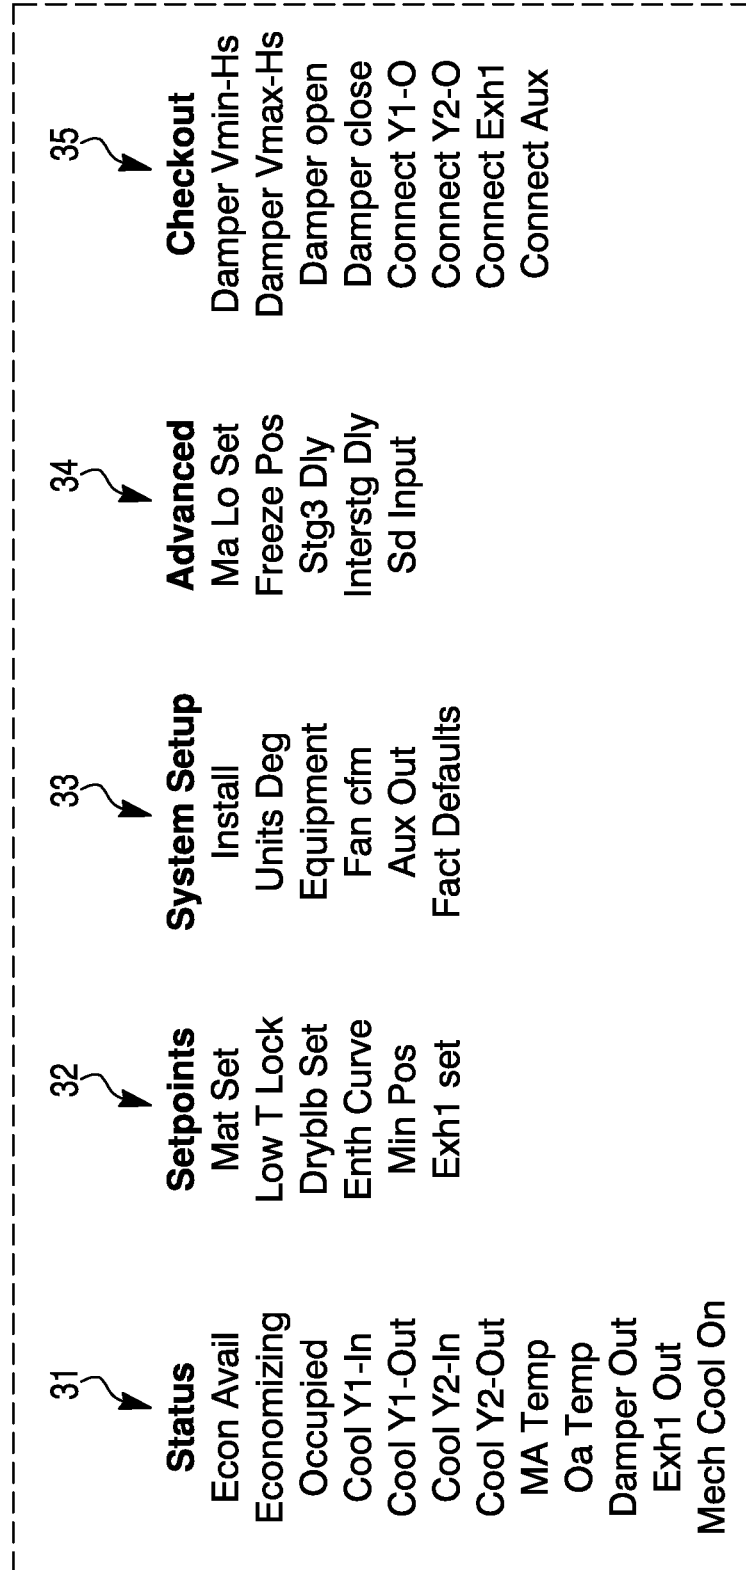 31
Status
Econ Avail
Economizing
Occupied
Cool Y1-In
Cool Y1-Out
Cool Y2-In
Cool Y2-Out
MA Temp
Oa Temp
Damper Out
Exh1 Out
Mech Cool On
32
Setpoints
Mat Set
Low T Lock
Dryblb Set
Enth Curve
Min Pos
Exh1 set
33
System Setup
Install
Units Deg
Equipment
Fan cfm
Aux Out
Fact Defaults
34
Advanced
Ma Lo Set
Freeze Pos
Stg3 Dly
Interstg Dly
Sd Input
35
Checkout
Damper Vmin-Hs
Damper Vmax-Hs
Damper open
Damper close
Connect Y1-O
Connect Y2-O
Connect Exh1
Connect Aux